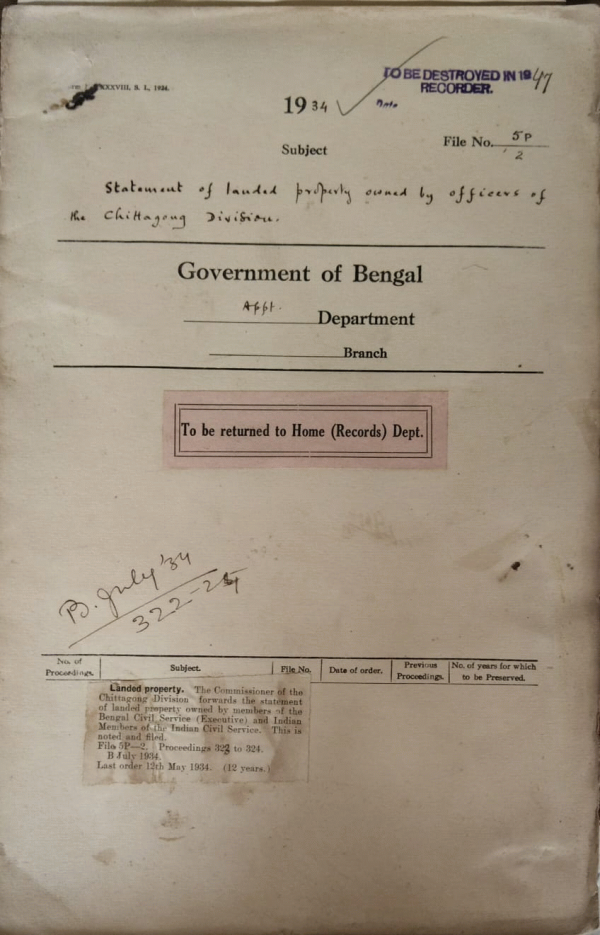 XXXVIII, S. I., 1934.
TO BE DESTROYED IN 1947
RECORDER.
Date
1934
File No. 5P/2
Subject
Statement of landed property owned by officers of
the Chittagong Division.
Government of Bengal
Appt. Department
Branch
To be returned to Home (Records) Dept.
B. July '34
322-24
No. of Proceedings. Subject. File No. Date of order. Previous Proceedings. No. of years for which to be Preserved.
Landed property. The Commissioner of the
Chittagong Division forwards the statement
of landed property owned by members of the
Bengal Civil Service (Executive) and Indian
Members of the Indian Civil Service. This is
noted and filed.
File 5P—2. Proceedings 322 to 324.
B July 1934.
Last order 12th May 1934. (12 years.)